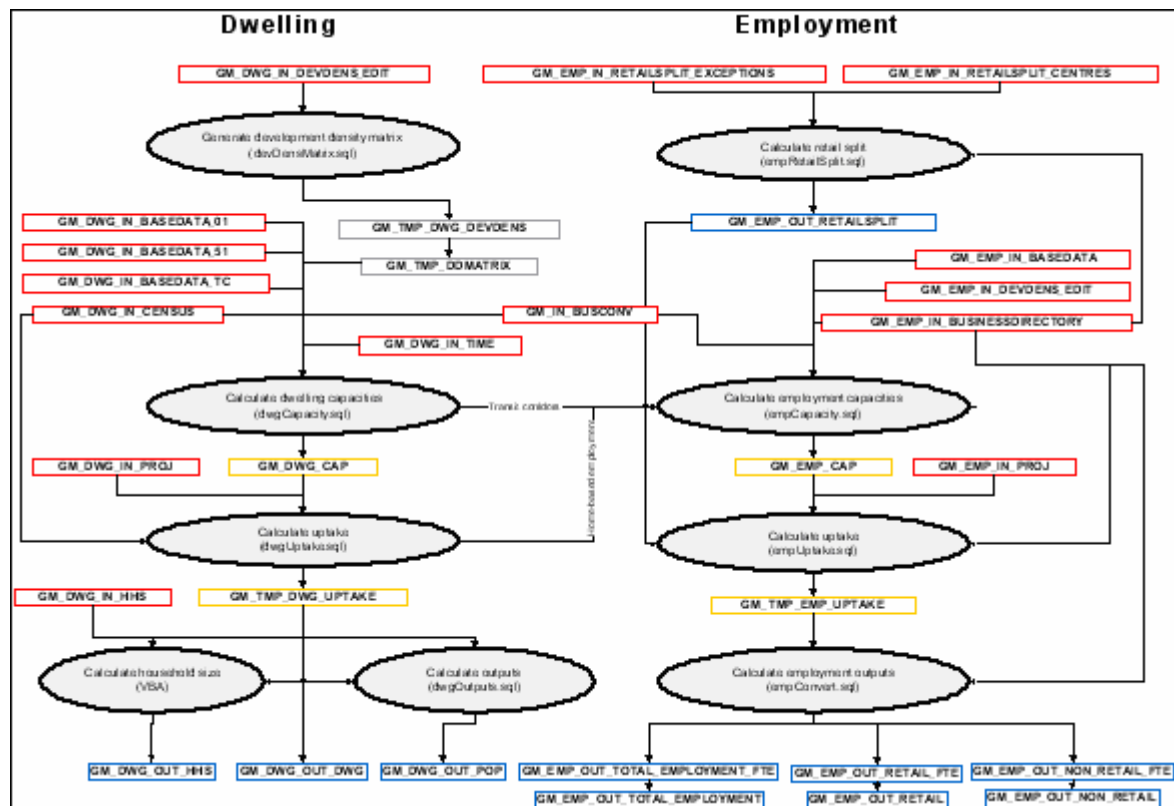 Dwelling
Employment
GM_DWG_IN_DEVDENS_EDIT
GM_EMP_IN_RETAILSPLIT_EXCEPTIONS
GM_EMP_IN_RETAILSPLIT_CENTRES
Generate development density matrix
(devDensMatrix.sql)
Calculate retail split
(empRetailSplit.sql)
GM_DWG_IN_BASEDATA_01
GM_TMP_DWG_DEVDENS
GM_EMP_OUT_RETAILSPLIT
GM_DWG_IN_BASEDATA_51
GM_TMP_DDMATRIX
GM_EMP_IN_BASEDATA
GM_DWG_IN_BASEDATA_TC
GM_EMP_IN_DEVDENS_EDIT
GM_DWG_IN_CENSUS
GM_IN_BUSCONV
GM_EMP_IN_BUSINESSDIRECTORY
GM_DWG_IN_TIME
Calculate dwelling capacities
(dwgCapacity.sql)
Transit corridors
Calculate employment capacities
(empCapacity.sql)
Home-based employment
GM_DWG_IN_PROJ
GM_DWG_CAP
GM_EMP_CAP
GM_EMP_IN_PROJ
Calculate uptake
(dwgUptake.sql)
Calculate uptake
(empUptake.sql)
GM_DWG_IN_HHS
GM_TMP_DWG_UPTAKE
GM_TMP_EMP_UPTAKE
Calculate household size
(VBA)
Calculate outputs
(dwgOutputs.sql)
Calculate employment outputs
(empConvert.sql)
GM_DWG_OUT_HHS
GM_DWG_OUT_DWG
GM_DWG_OUT_POP
GM_EMP_OUT_TOTAL_EMPLOYMENT_FTE
GM_EMP_OUT_RETAIL_FTE
GM_EMP_OUT_NON_RETAIL_FTE
GM_EMP_OUT_TOTAL_EMPLOYMENT
GM_EMP_OUT_RETAIL
GM_EMP_OUT_NON_RETAIL